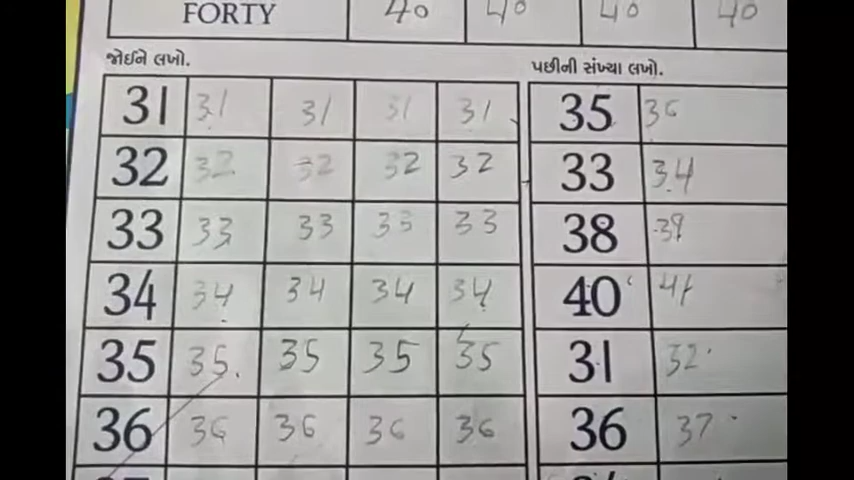 FORTY 40 40 40 40
જોઈને લખો.
31 31 31 31 31
32 32 32 32 32
33 33 33 33 33
34 34 34 34 34
35 35 35 35 35
36 36 36 36 36
પછીની સંખ્યા લખો.
35 36
33 34
38 39
40 41
31 32
36 37